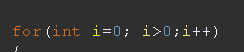 for(int i=0; i>0;i++)
{